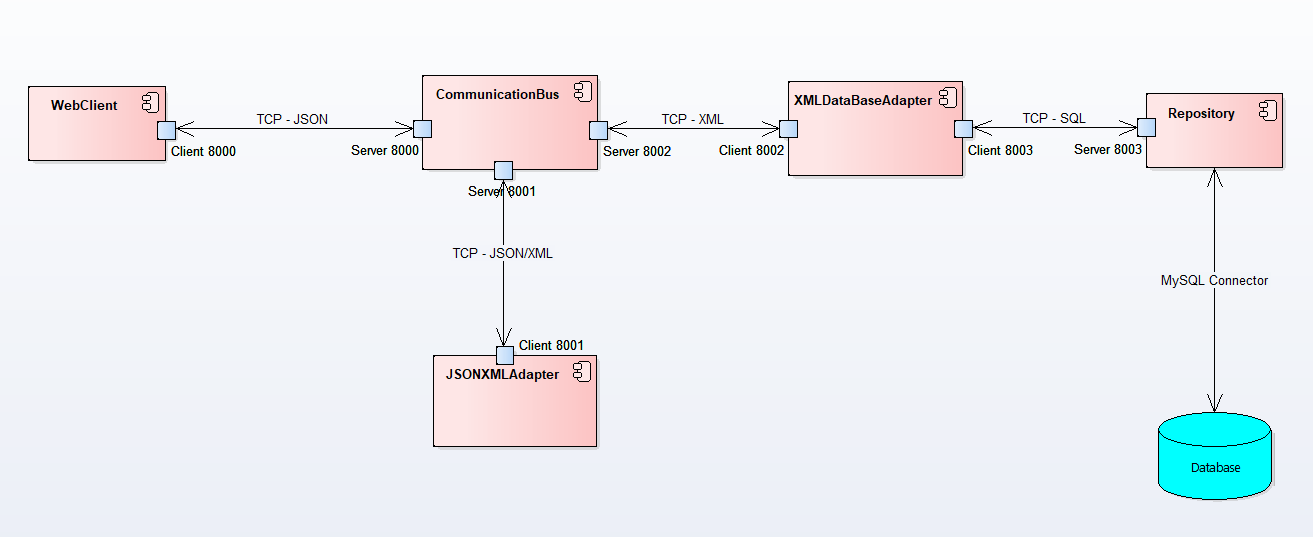 WebClient
Client 8000
TCP - JSON
CommunicationBus
Server 8000
Server 8002
Server 8001
TCP - XML
XMLDataBaseAdapter
Client 8002
Client 8003
TCP - SQL
Repository
Server 8003
TCP - JSON/XML
MySQL Connector
Client 8001
JSONXMLAdapter
Database